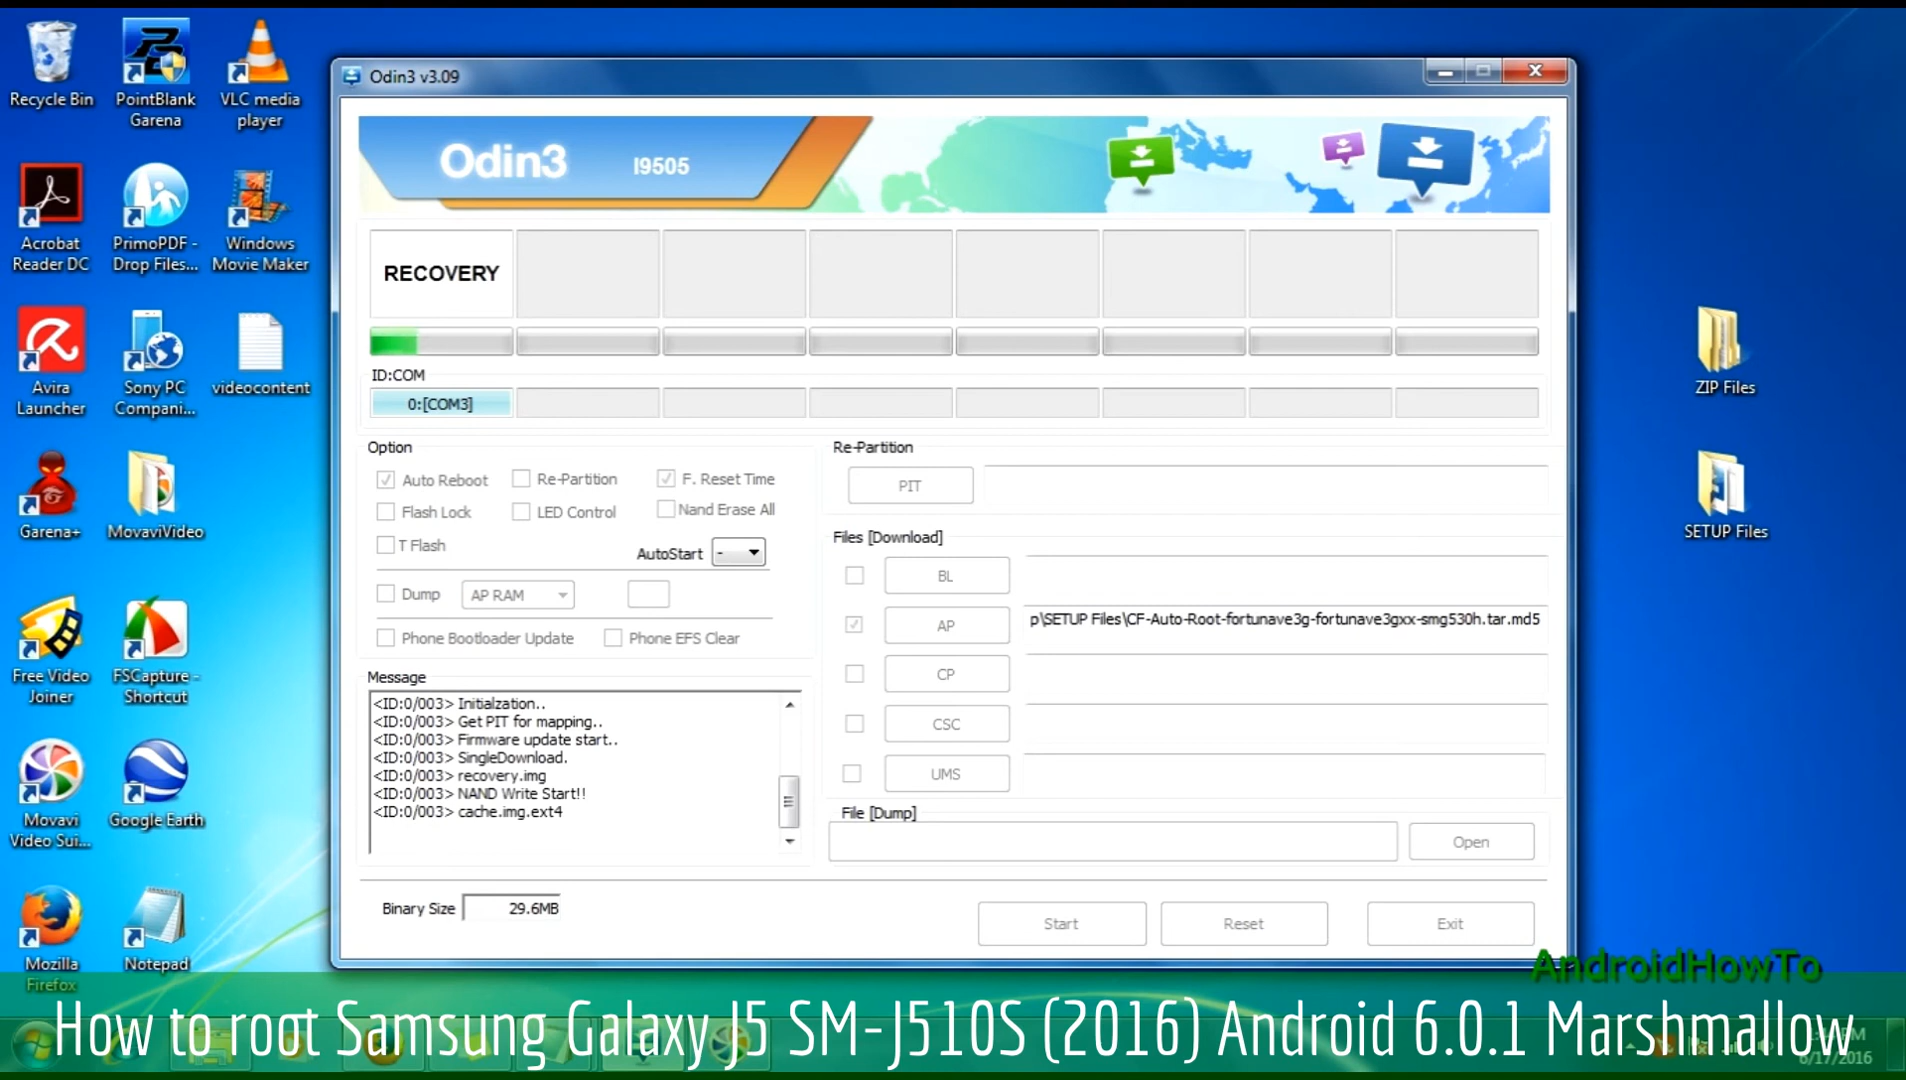 Recycle Bin
PointBlank
Garena
VLC media
player
Acrobat
Reader DC
PrimoPDF -
Drop Files...
Windows
Movie Maker
Avira
Launcher
Sony PC
Compani...
videocontent
Garena+
MovaviVideo
Free Video
Joiner
FSCapture -
Shortcut
Movavi
Video Sui...
Google Earth
Mozilla
Firefox
Notepad
Odin3 v3.09
Odin3
I9505
RECOVERY
ID:COM
0:[COM3]
Option
Auto Reboot
Re-Partition
F. Reset Time
Flash Lock
LED Control
Nand Erase All
T Flash
AutoStart
-
Dump
AP RAM
Phone Bootloader Update
Phone EFS Clear
Message
<ID:0/003> Initialzation..
<ID:0/003> Get PIT for mapping..
<ID:0/003> Firmware update start..
<ID:0/003> SingleDownload.
<ID:0/003> recovery.img
<ID:0/003> NAND Write Start!!
<ID:0/003> cache.img.ext4
Re-Partition
PIT
Files [Download]
BL
AP
p\SETUP Files\CF-Auto-Root-fortunave3g-fortunave3gxx-smg530h.tar.md5
CP
CSC
UMS
File [Dump]
Open
Binary Size
29.6MB
Start
Reset
Exit
ZIP Files
SETUP Files
AndroidHowTo
How to root Samsung Galaxy J5 SM-J510S (2016) Android 6.0.1 Marshmallow
6/17/2016